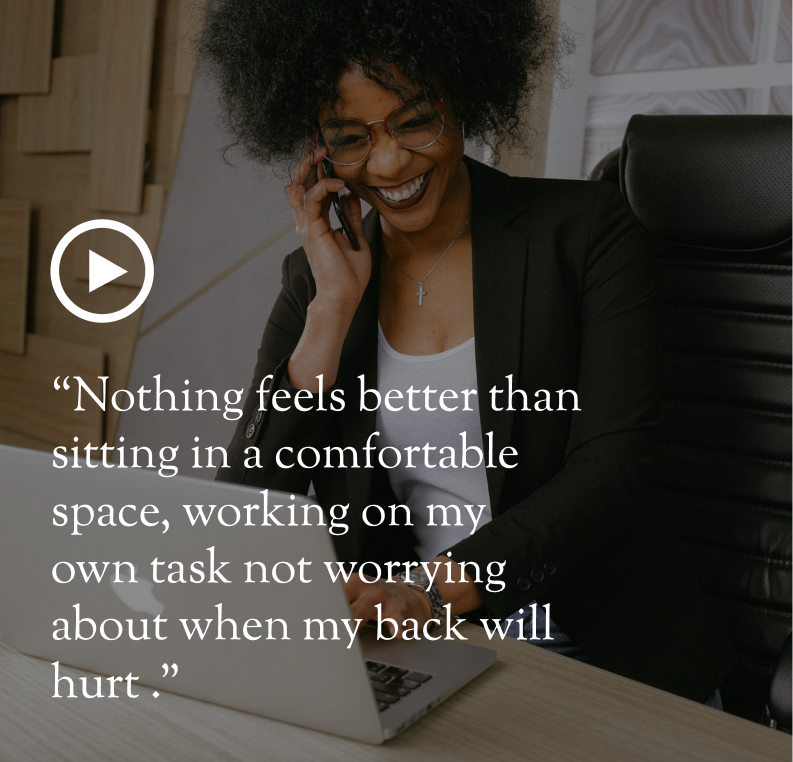 “Nothing feels better than
sitting in a comfortable
space, working on my
own task not worrying
about when my back will
hurt .”